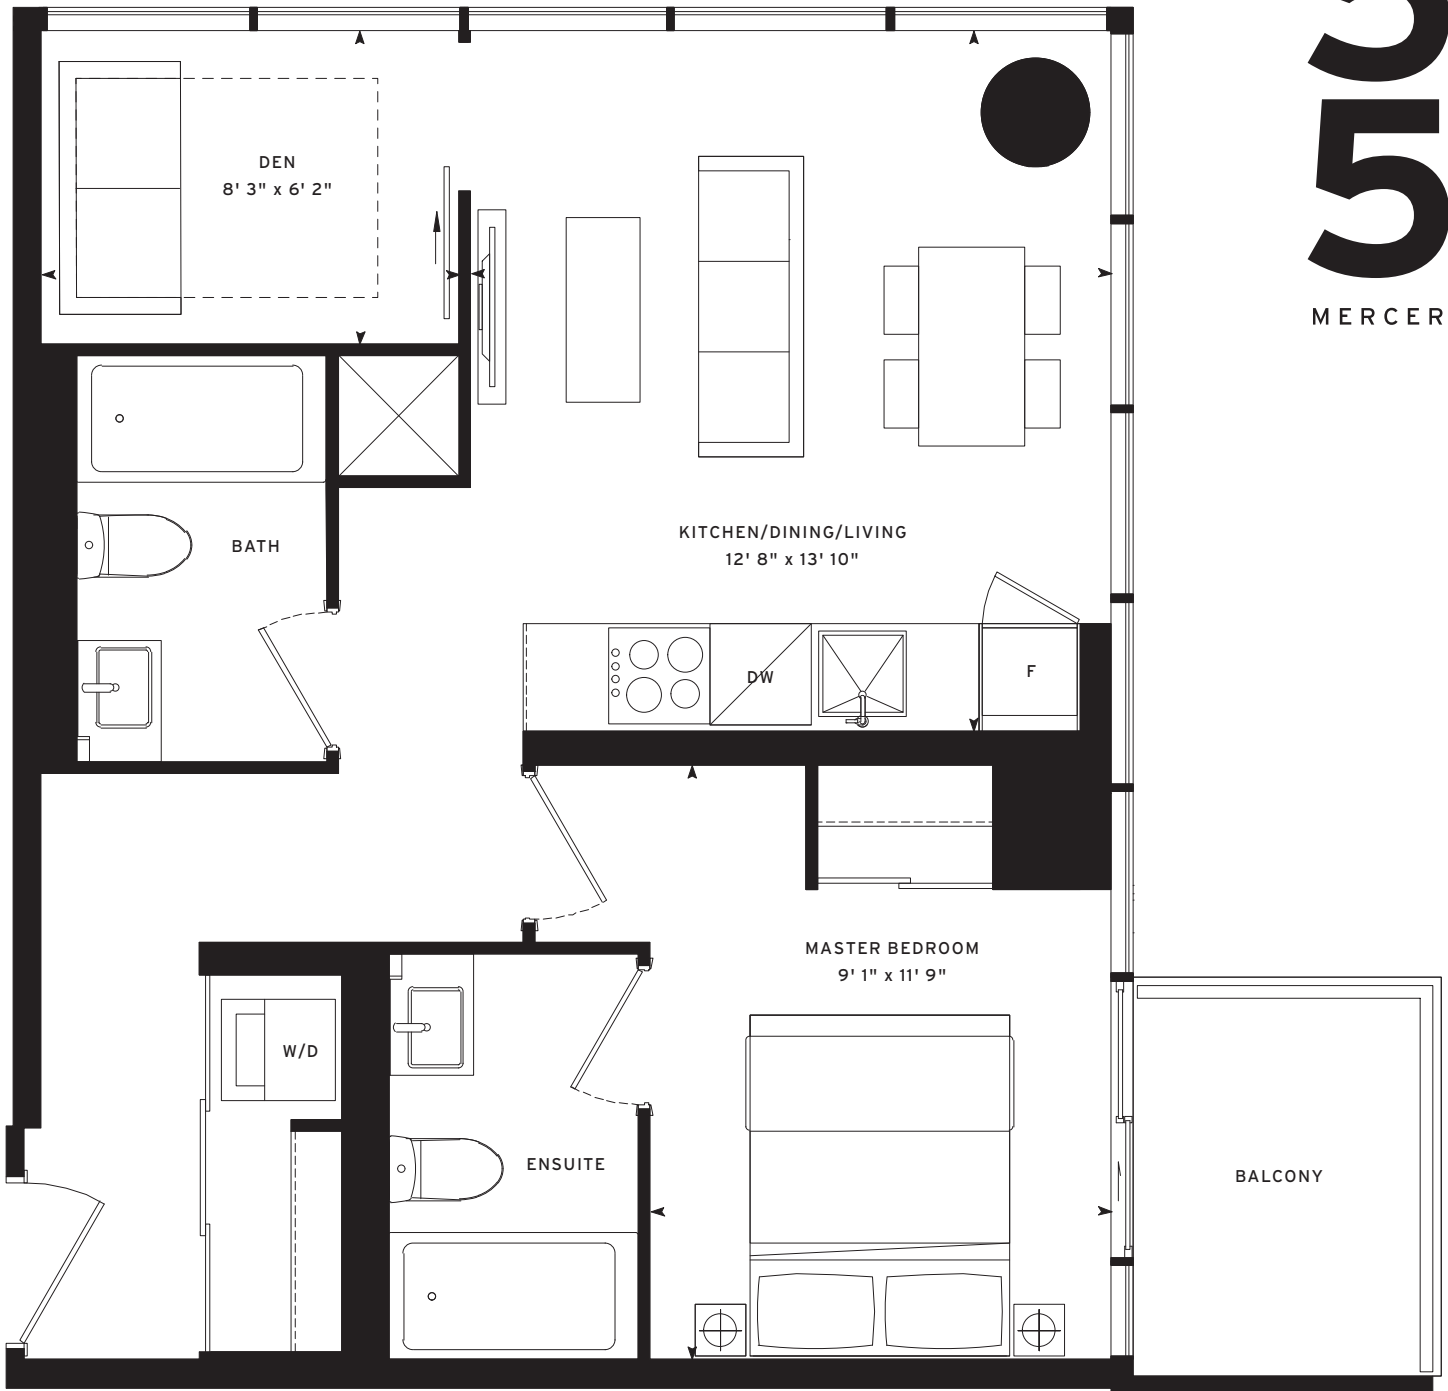 5
MERCER
DEN
8' 3" x 6' 2"
BATH
KITCHEN/DINING/LIVING
12' 8" x 13' 10"
DW
F
MASTER BEDROOM
9' 1" x 11' 9"
W/D
ENSUITE
BALCONY